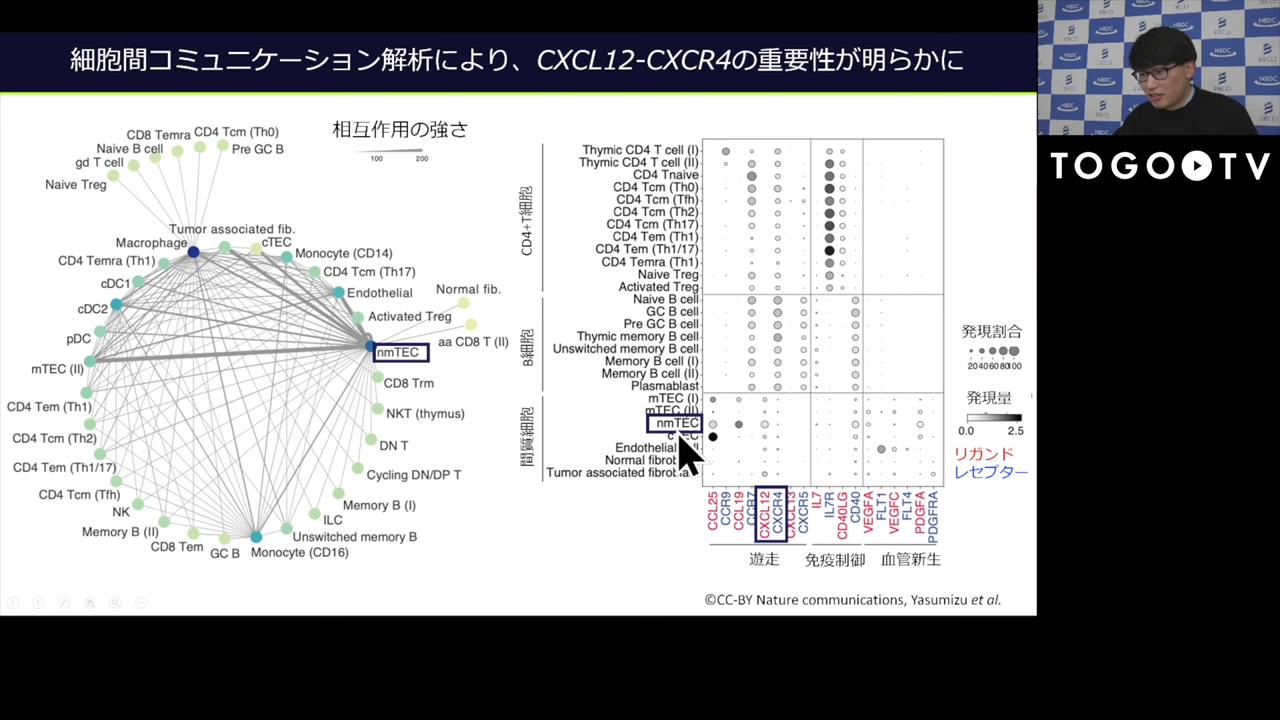 細胞間コミュニケーション解析により、CXCL12-CXCR4の重要性が明らかに
TOGO TV
相互作用の強さ
100 200
CD8 Temra
CD4 Tcm (Th0)
Naive B cell
Pre GC B
gd T cell
Naive Treg
Tumor associated fib.
Macrophage
cTEC
Monocyte (CD14)
CD4 Temra (Th1)
CD4 Tcm (Th17)
cDC1
Endothelial
Normal fib.
cDC2
Activated Treg
pDC
aa CD8 T (II)
nmTEC
mTEC (II)
CD8 Trm
CD4 Tem (Th1)
NKT (thymus)
CD4 Tcm (Th2)
DN T
CD4 Tem (Th1/17)
Cycling DN/DP T
CD4 Tcm (Tfh)
Memory B (I)
NK
ILC
Memory B (II)
Unswitched memory B
CD8 Tem
GC B
Monocyte (CD16)
CD4+T細胞
Thymic CD4 T cell (I)
Thymic CD4 T cell (II)
CD4 Tnaive
CD4 Tcm (Th0)
CD4 Tcm (Tfh)
CD4 Tcm (Th2)
CD4 Tcm (Th17)
CD4 Tem (Th1)
CD4 Tem (Th1/17)
CD4 Temra (Th1)
Naive Treg
Activated Treg
B細胞
Naive B cell
GC B cell
Pre GC B cell
Thymic memory B cell
Unswitched memory B cell
Memory B cell (I)
Memory B cell (II)
Plasmablast
間質細胞
mTEC (I)
mTEC (II)
nmTEC
Endothelial
Normal
Tumor associated
CCL25
CCR9
CCL19
CCR7
CXCL12
CXCR4
CXCL13
CXCR5
IL7
IL7R
CD40LG
CD40
VEGFA
FLT1
VEGFC
FLT4
PDGFA
PDGFRA
遊走
免疫制御
血管新生
発現割合
20 40 60 80 100
発現量
0.0 2.5
リガンド
レセプター
©CC-BY Nature communications, Yasumizu et al.